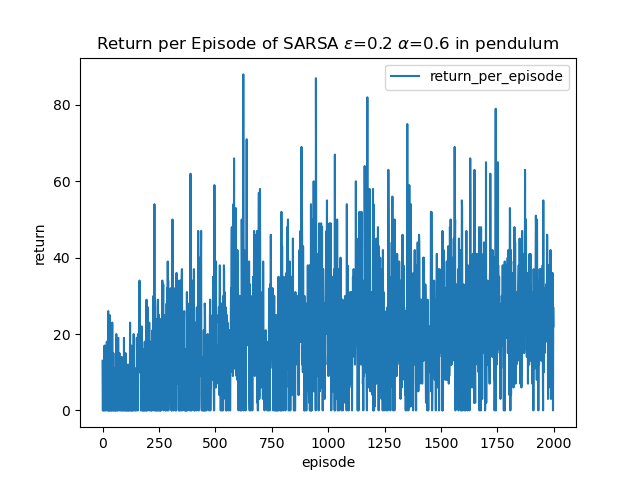 Return per Episode of SARSA ε=0.2 α=0.6 in pendulum
return_per_episode
80
60
40
20
0
return
0 250 500 750 1000 1250 1500 1750 2000
episode